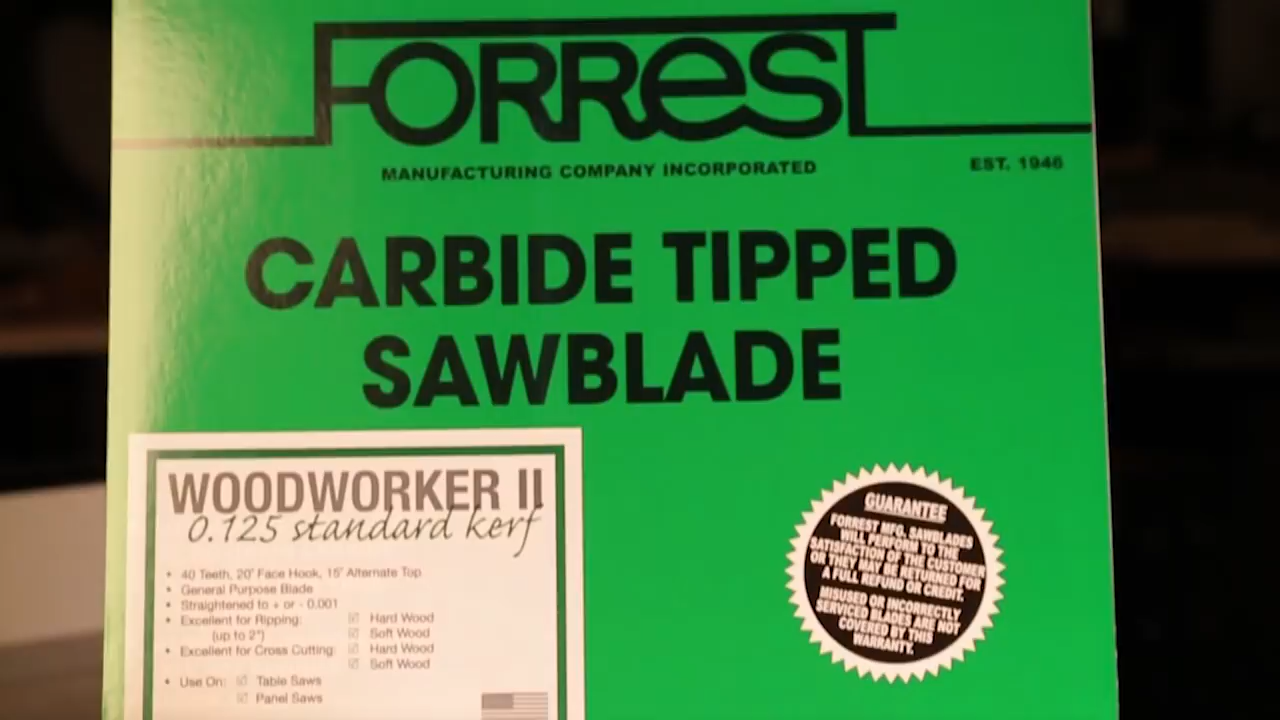 FORREST
MANUFACTURING COMPANY INCORPORATED
EST. 1946
CARBIDE TIPPED
SAWBLADE
WOODWORKER II
0.125 standard kerf
• 40 Teeth, 20° Face Hook, 15° Alternate Top
• General Purpose Blade
• Straightened to + or - 0.001
• Excellent for Ripping: ☑ Hard Wood
(up to 2") ☑ Soft Wood
• Excellent for Cross Cutting: ☑ Hard Wood
☑ Soft Wood
• Use On: ☑ Table Saws
☑ Panel Saws
GUARANTEE
FORREST MFG. SAWBLADES
WILL PERFORM TO THE
SATISFACTION OF THE CUSTOMER
OR THEY MAY BE RETURNED FOR
A FULL REFUND OR CREDIT.
MISUSED OR INCORRECTLY
SERVICED BLADES ARE NOT
COVERED BY THIS
WARRANTY.